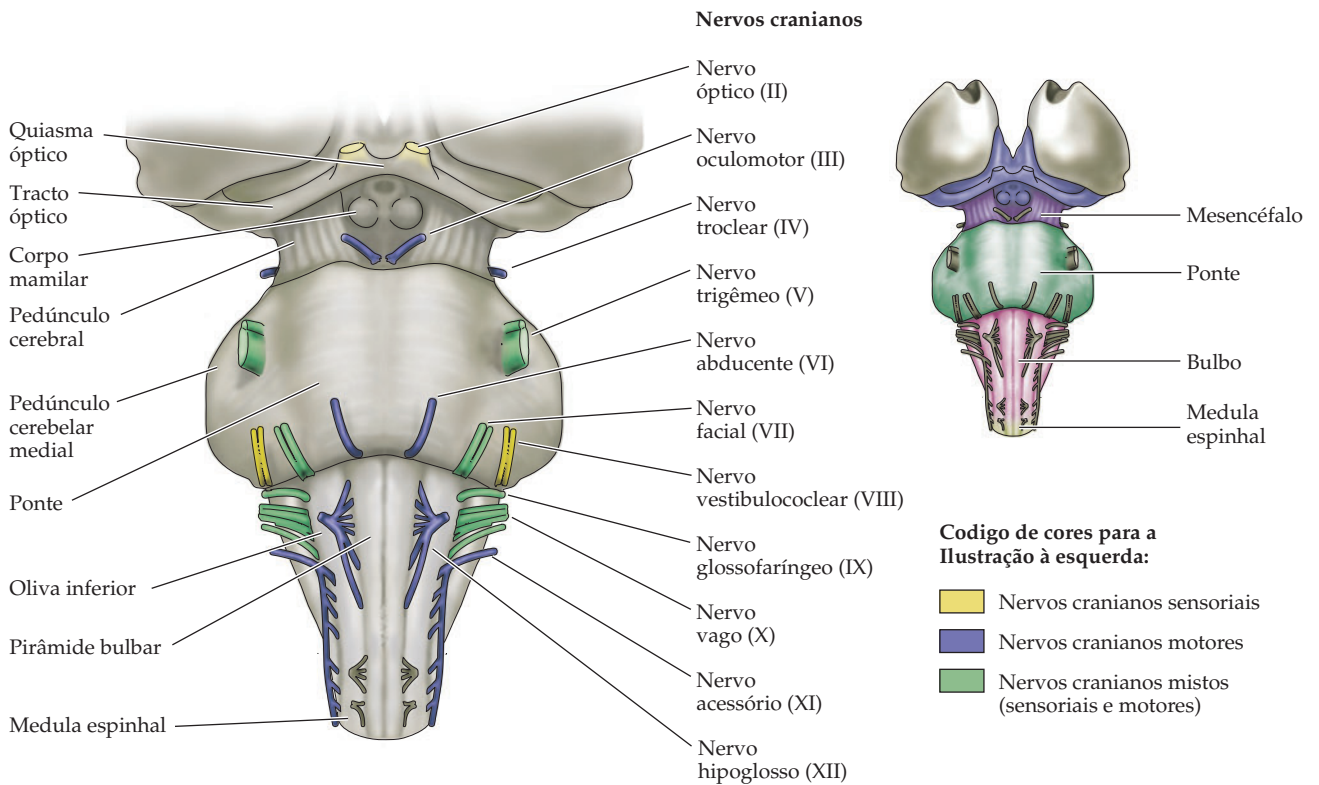 Nervos cranianos
Quiasma
óptico
Tracto
óptico
Corpo
mamilar
Pedúnculo
cerebral
Pedúnculo
cerebelar
medial
Ponte
Oliva inferior
Pirâmide bulbar
Medula espinhal
Nervo
óptico (II)
Nervo
oculomotor (III)
Nervo
troclear (IV)
Nervo
trigêmeo (V)
Nervo
abducente (VI)
Nervo
facial (VII)
Nervo
vestibulococlear (VIII)
Nervo
glossofaríngeo (IX)
Nervo
vago (X)
Nervo
acessório (XI)
Nervo
hipoglosso (XII)
Mesencéfalo
Ponte
Bulbo
Medula
espinhal
Codigo de cores para a
Ilustração à esquerda:
Nervos cranianos sensoriais
Nervos cranianos motores
Nervos cranianos mistos
(sensoriais e motores)